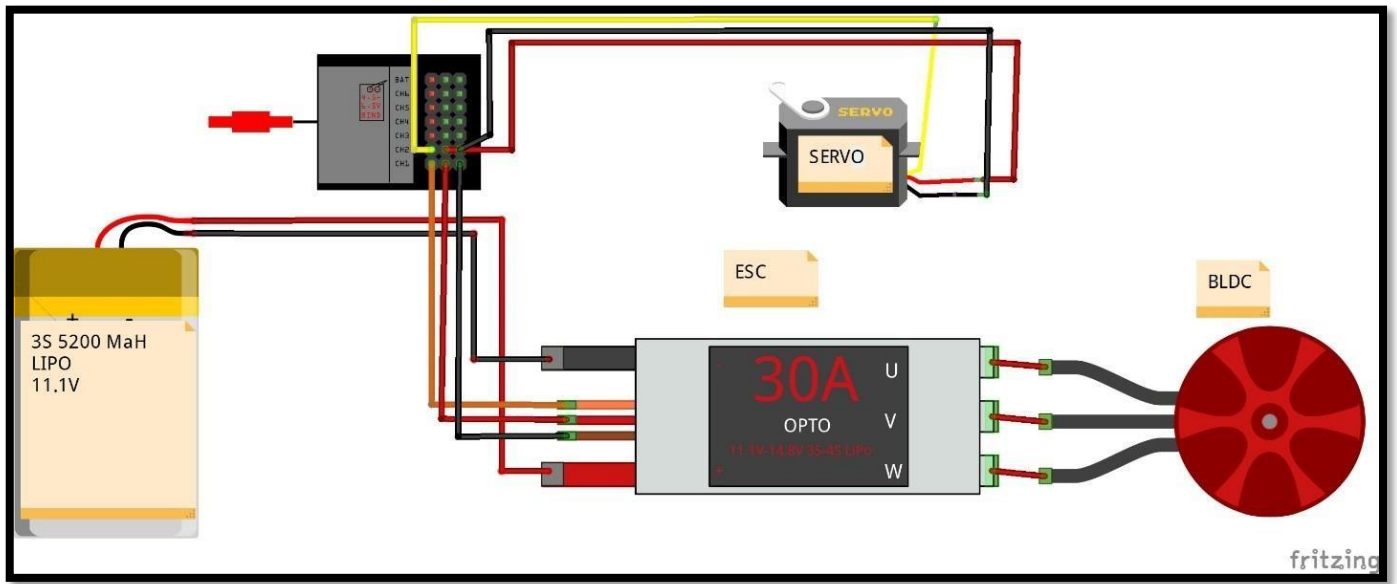 BAT
CH6
CH5
CH4
CH3
CH2
CH1
SERVO
SERVO
ESC
BLDC
+ -
3S 5200 MaH
LIPO
11.1V
30A
OPTO
11.1V-14.8V 3S-4S LiPo
U
V
W
- 
+
fritzing